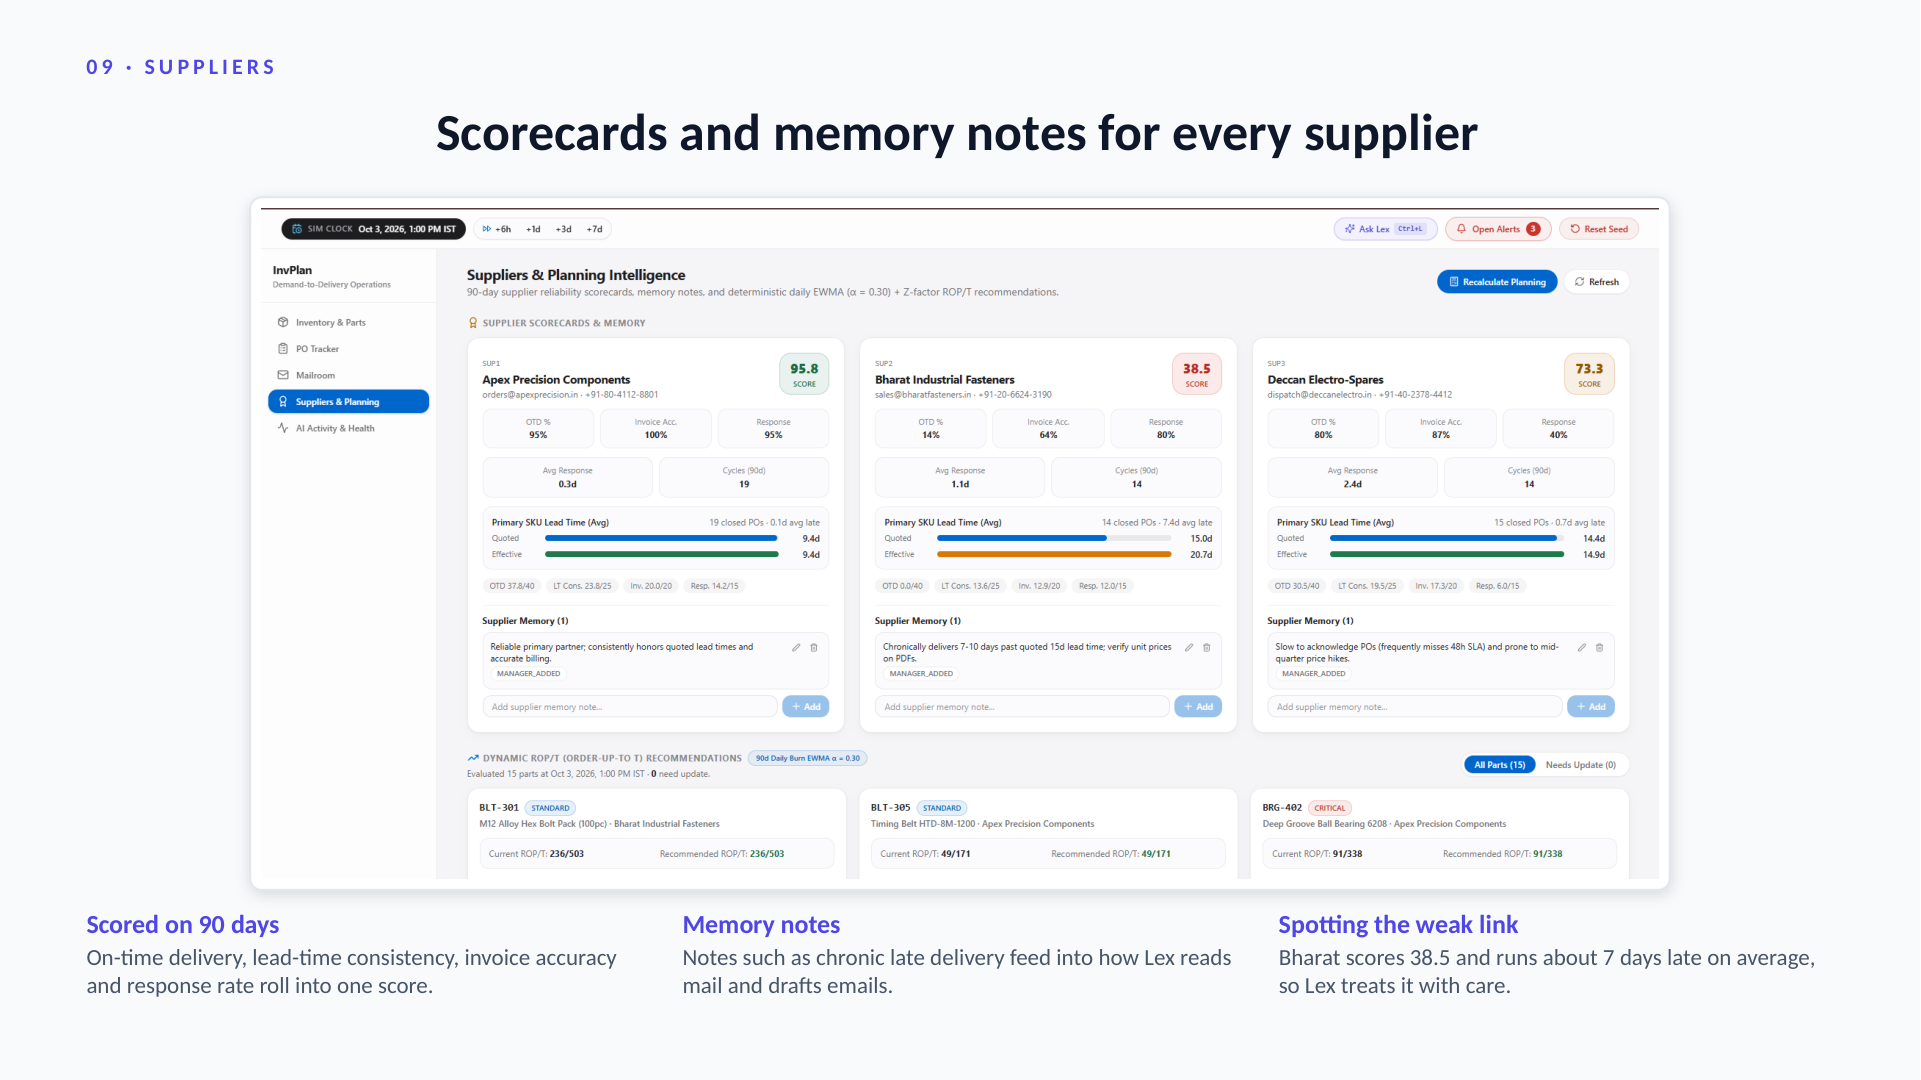 09 · SUPPLIERS
Scorecards and memory notes for every supplier
SIM CLOCK Oct 3, 2026, 1:00 PM IST
+6h +1d +3d +7d
Ask Lex Ctrl+L
Open Alerts 3
Reset Seed
InvPlan
Demand-to-Delivery Operations
Inventory & Parts
PO Tracker
Mailroom
Suppliers & Planning
AI Activity & Health
Suppliers & Planning Intelligence
90-day supplier reliability scorecards, memory notes, and deterministic daily EWMA (α = 0.30) + Z-factor ROP/T recommendations.
Recalculate Planning
Refresh
SUPPLIER SCORECARDS & MEMORY
SUP1
Apex Precision Components
orders@apexprecision.in · +91-80-4112-8801
95.8
SCORE
OTD %
95%
Invoice Acc.
100%
Response
95%
Avg Response
0.3d
Cycles (90d)
19
Primary SKU Lead Time (Avg)
19 closed POs · 0.1d avg late
Quoted 9.4d
Effective 9.4d
OTD 37.8/40 LT Cons. 23.8/25 Inv. 20.0/20 Resp. 14.2/15
Supplier Memory (1)
Reliable primary partner; consistently honors quoted lead times and
accurate billing.
MANAGER_ADDED
Add supplier memory note...
+ Add
SUP2
Bharat Industrial Fasteners
sales@bharatfasteners.in · +91-20-6624-3190
38.5
SCORE
OTD %
14%
Invoice Acc.
64%
Response
80%
Avg Response
1.1d
Cycles (90d)
14
Primary SKU Lead Time (Avg)
14 closed POs · 7.4d avg late
Quoted 15.0d
Effective 20.7d
OTD 0.0/40 LT Cons. 13.6/25 Inv. 12.9/20 Resp. 12.0/15
Supplier Memory (1)
Chronically delivers 7-10 days past quoted 15d lead time; verify unit prices
on PDFs.
MANAGER_ADDED
Add supplier memory note...
+ Add
SUP3
Deccan Electro-Spares
dispatch@deccanelectro.in · +91-40-2378-4412
73.3
SCORE
OTD %
80%
Invoice Acc.
87%
Response
40%
Avg Response
2.4d
Cycles (90d)
14
Primary SKU Lead Time (Avg)
15 closed POs · 0.7d avg late
Quoted 14.4d
Effective 14.9d
OTD 30.5/40 LT Cons. 19.5/25 Inv. 17.3/20 Resp. 6.0/15
Supplier Memory (1)
Slow to acknowledge POs (frequently misses 48h SLA) and prone to mid-
quarter price hikes.
MANAGER_ADDED
Add supplier memory note...
+ Add
DYNAMIC ROP/T (ORDER-UP-TO T) RECOMMENDATIONS 90d Daily Burn EWMA α = 0.30
Evaluated 15 parts at Oct 3, 2026, 1:00 PM IST · 0 need update.
All Parts (15) Needs Update (0)
BLT-301 STANDARD
M12 Alloy Hex Bolt Pack (100pc) · Bharat Industrial Fasteners
Current ROP/T: 236/503 Recommended ROP/T: 236/503
BLT-305 STANDARD
Timing Belt HTD-8M-1200 · Apex Precision Components
Current ROP/T: 49/171 Recommended ROP/T: 49/171
BRG-402 CRITICAL
Deep Groove Ball Bearing 6208 · Apex Precision Components
Current ROP/T: 91/338 Recommended ROP/T: 91/338
Scored on 90 days
On-time delivery, lead-time consistency, invoice accuracy
and response rate roll into one score.
Memory notes
Notes such as chronic late delivery feed into how Lex reads
mail and drafts emails.
Spotting the weak link
Bharat scores 38.5 and runs about 7 days late on average,
so Lex treats it with care.